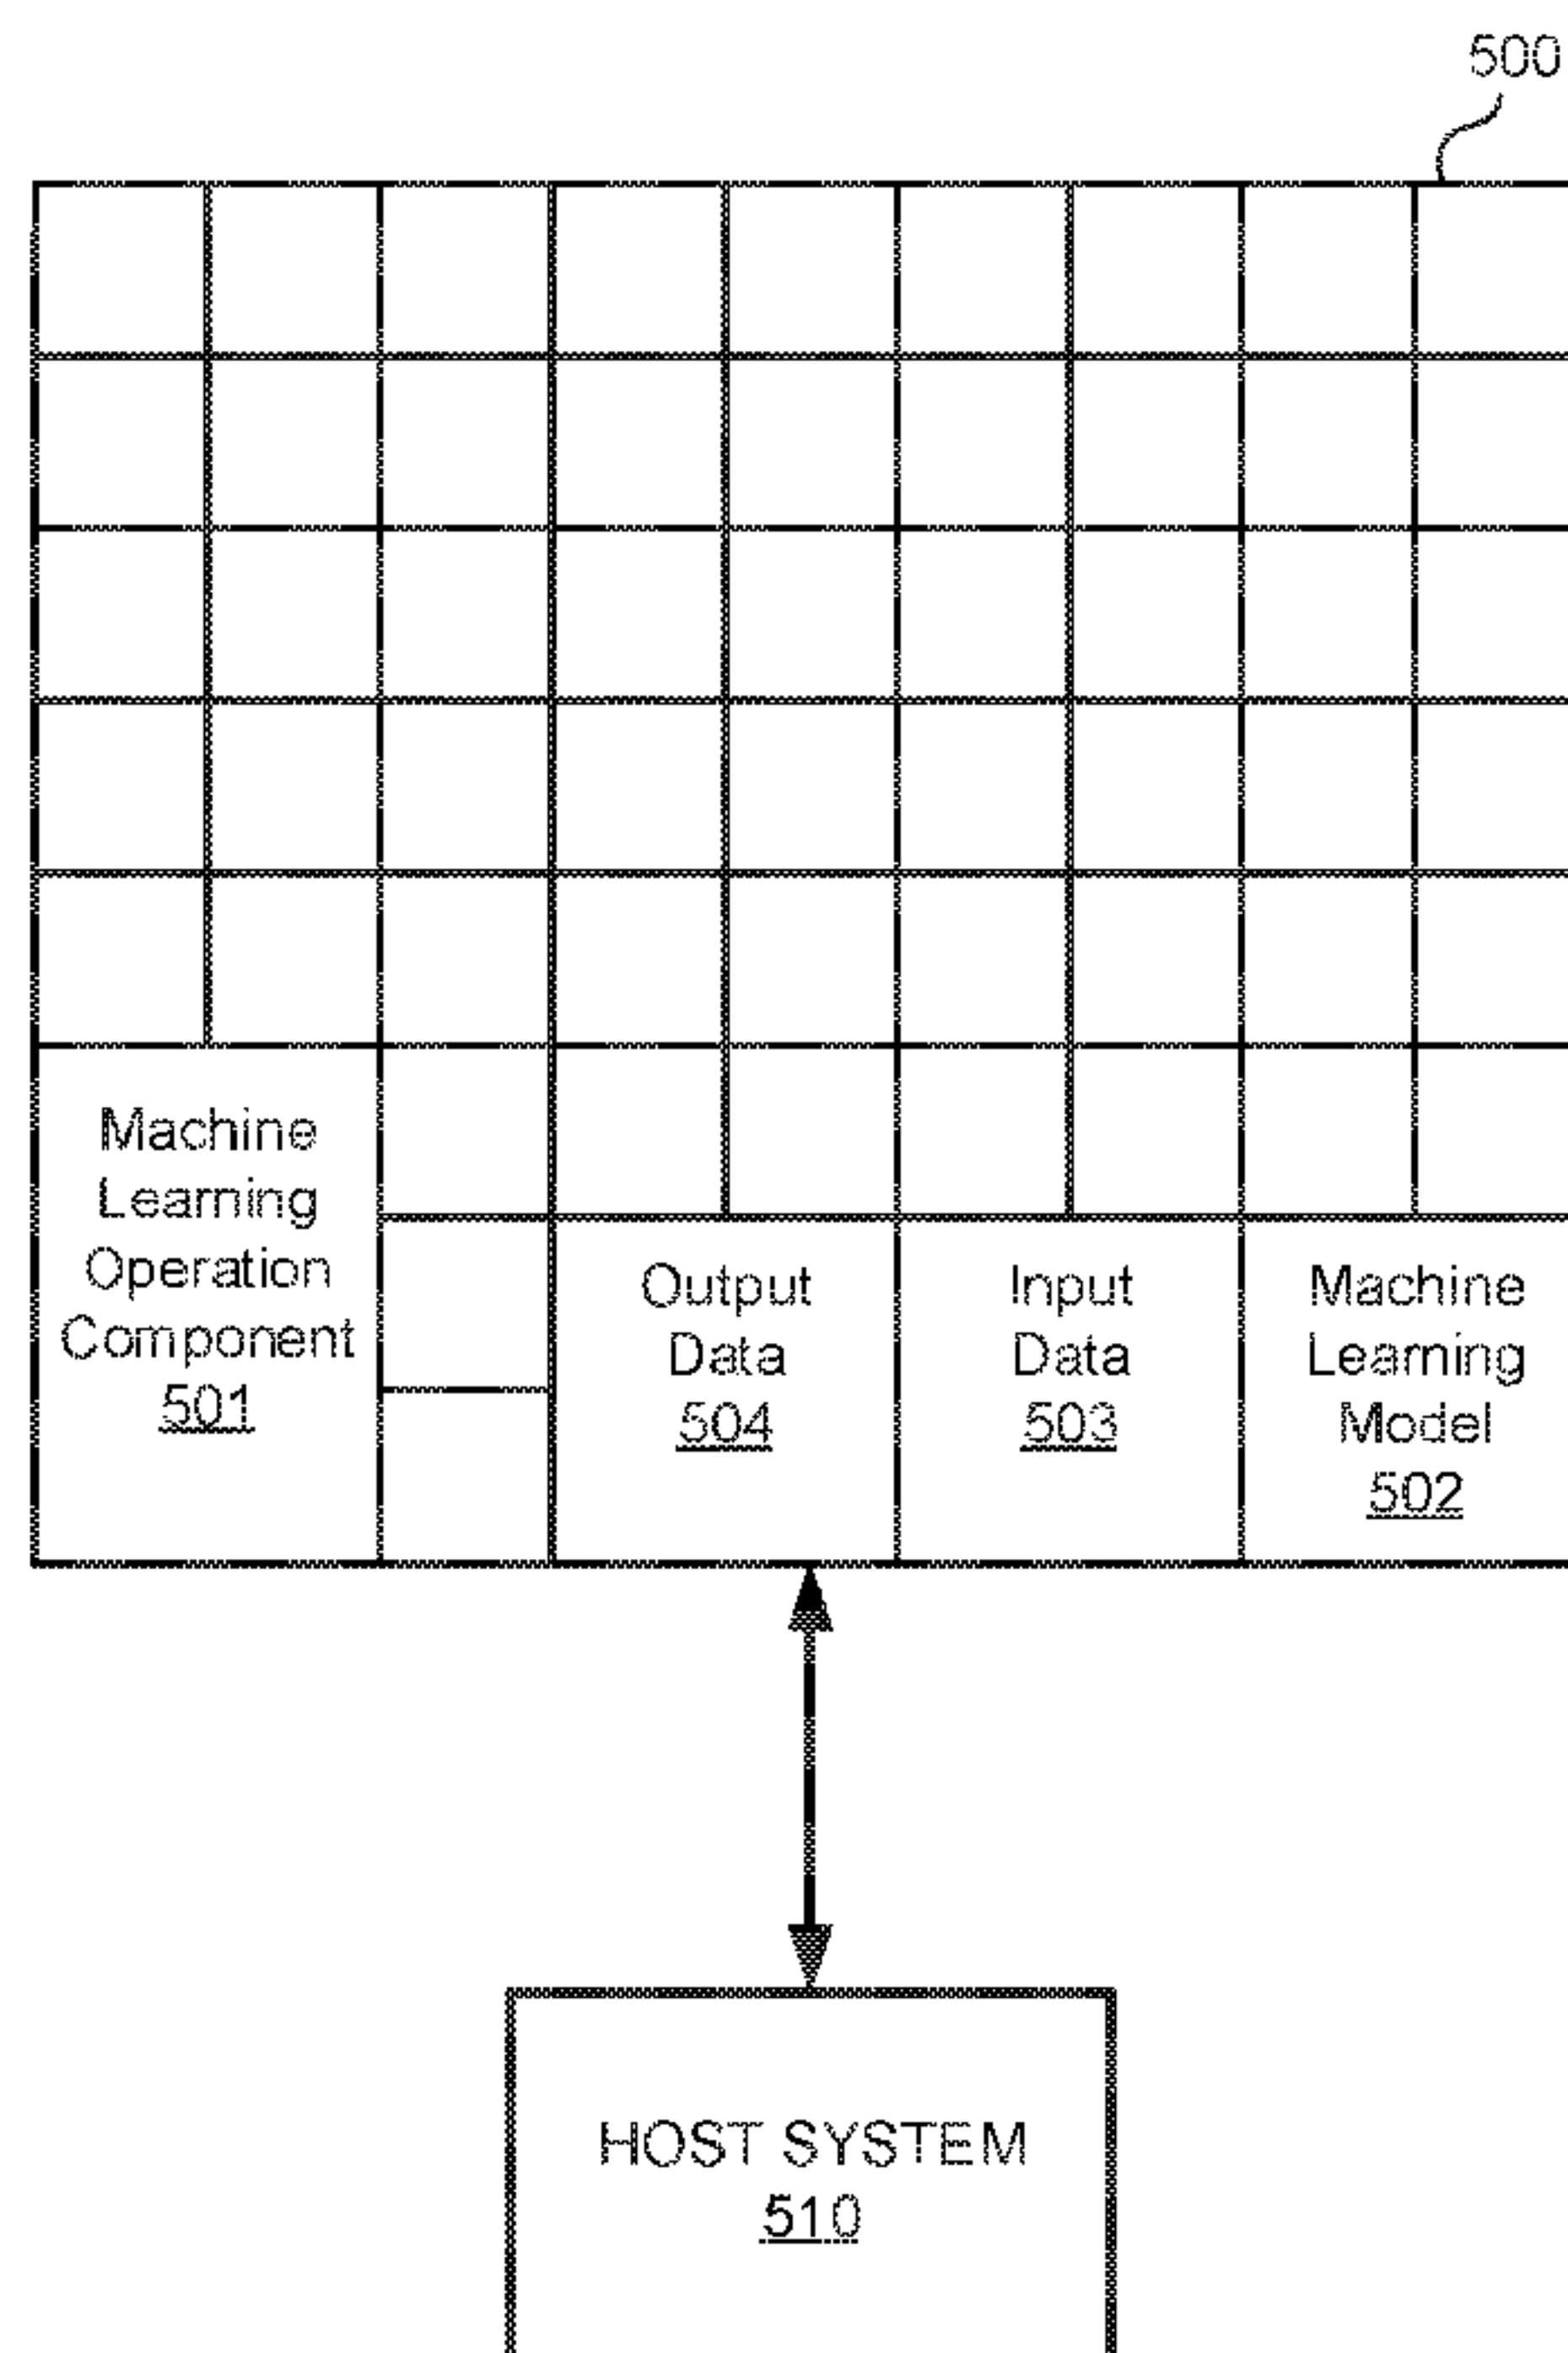 500
Machine
Learning
Operation
Component
501
Output
Data
504
Input
Data
503
Machine
Learning
Model
502
HOST SYSTEM
510